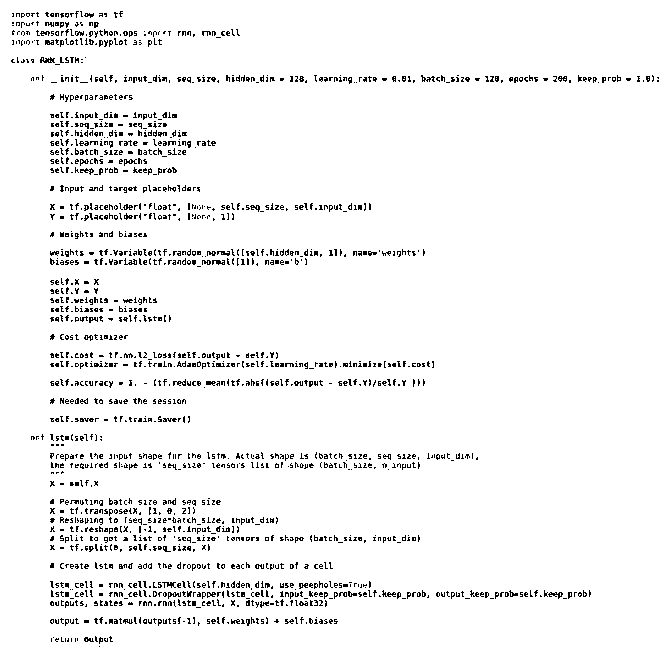 import tensorflow as tf
import numpy as np
from tensorflow.python.ops import rnn, rnn_cell
import matplotlib.pyplot as plt
class RNN_LSTM:
def __init__(self, input_dim, seq_size, hidden_dim = 128, learning_rate = 0.01, batch_size = 128, epochs = 200, keep_prob = 1.0):
# Hyperparameters
self.input_dim = input_dim
self.seq_size = seq_size
self.hidden_dim = hidden_dim
self.learning_rate = learning_rate
self.batch_size = batch_size
self.epochs = epochs
self.keep_prob = keep_prob
# Input and target placeholders
X = tf.placeholder("float", [None, self.seq_size, self.input_dim])
Y = tf.placeholder("float", [None, 1])
# Weights and biases
weights = tf.Variable(tf.random_normal([self.hidden_dim, 1]), name='weights')
biases = tf.Variable(tf.random_normal([1]), name='b')
self.X = X
self.Y = Y
self.weights = weights
self.biases = biases
self.output = self.lstm()
# Cost optimizer
self.cost = tf.nn.l2_loss(self.output - self.Y)
self.optimizer = tf.train.AdamOptimizer(self.learning_rate).minimize(self.cost)
self.accuracy = 1. - (tf.reduce_mean(tf.abs((self.output - self.Y)/self.Y )))
# Needed to save the session
self.saver = tf.train.Saver()
def lstm(self):
"""
Prepare the input shape for the lstm. Actual shape is (batch_size, seq_size, input_dim),
the required shape is 'seq_size' tensors list of shape (batch_size, n_input)
"""
X = self.X
# Permuting batch_size and seq_size
X = tf.transpose(X, [1, 0, 2])
# Reshaping to (seq_size*batch_size, input_dim)
X = tf.reshape(X, [-1, self.input_dim])
# Split to get a list of 'seq_size' tensors of shape (batch_size, input_dim)
X = tf.split(0, self.seq_size, X)
# Create lstm and add the dropout to each output of a cell
lstm_cell = rnn_cell.LSTMCell(self.hidden_dim, use_peepholes=True)
lstm_cell = rnn_cell.DropoutWrapper(lstm_cell, input_keep_prob=self.keep_prob, output_keep_prob=self.keep_prob)
outputs, states = rnn.rnn(lstm_cell, X, dtype=tf.float32)
output = tf.matmul(outputs[-1], self.weights) + self.biases
return output